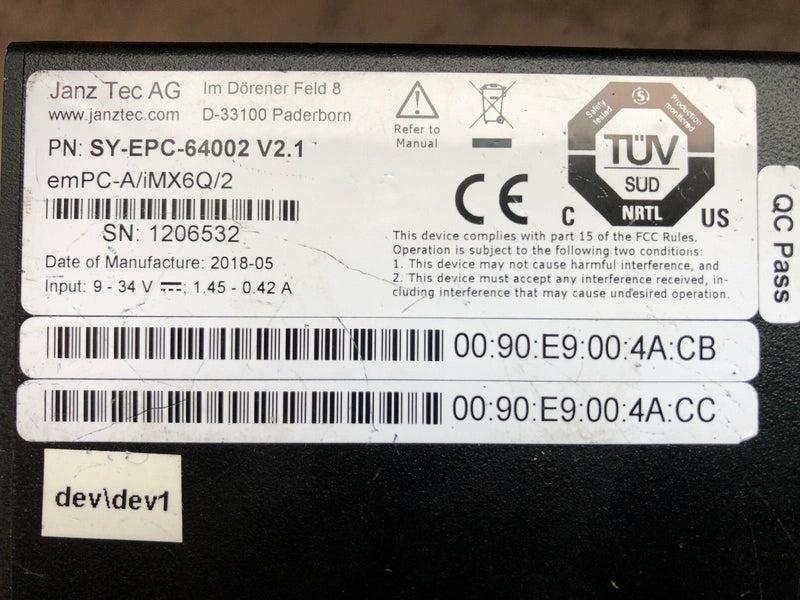 Janz Tec AG
www.janztec.com
Im Dörener Feld 8
D-33100 Paderborn
PN: SY-EPC-64002 V2.1
emPC-A/iMX6Q/2
SN: 1206532
Date of Manufacture: 2018-05
Input: 9 - 34 V ⎓; 1.45 - 0.42 A
Refer to
Manual
CE
Safety
tested
S
Production
monitored
TÜV
SÜD
NRTL
C US
This device complies with part 15 of the FCC Rules.
Operation is subject to the following two conditions:
1. This device may not cause harmful interference, and
2. This device must accept any interference received, in-
cluding interference that may cause undesired operation.
QC Pass
00:90:E9:00:4A:CB
00:90:E9:00:4A:CC
dev\dev1